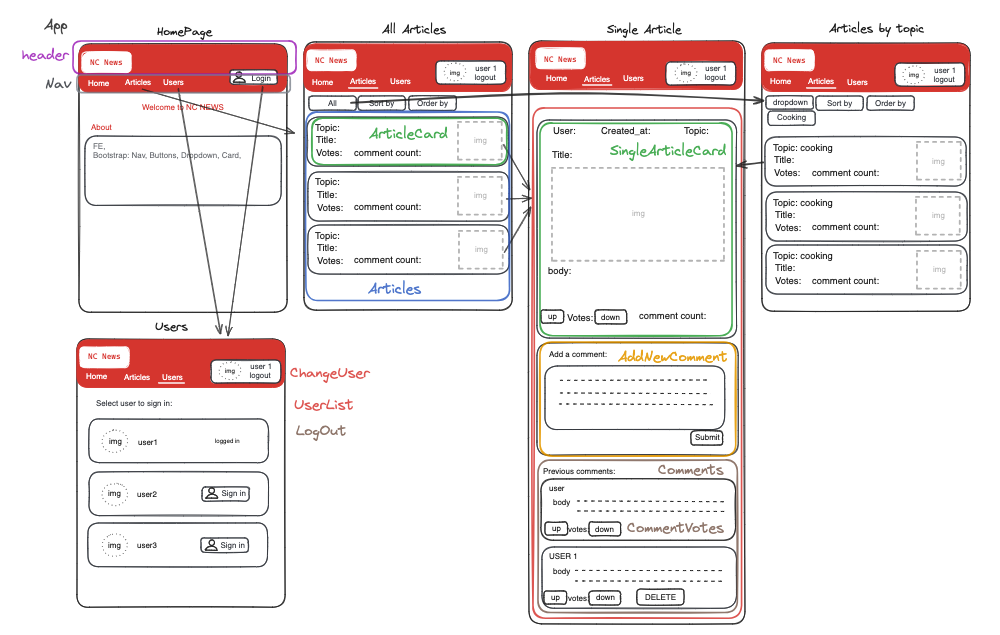 App
HomePage
header
NC News
Nav
Home Articles Users
Login
Welcome to NC NEWS
About
FE,
Bootstrap: Nav, Buttons, Dropdown, Card,
All Articles
NC News
Home Articles Users
img
user 1
logout
All Sort by Order by
Topic:
Title:
Votes: comment count:
img
ArticleCard
Topic:
Title:
Votes: comment count:
img
Topic:
Title:
Votes: comment count:
img
Articles
Single Article
NC News
Home Articles Users
img
user 1
logout
User: Created_at: Topic:
Title:
SingleArticleCard
img
body:
up Votes: down comment count:
Add a comment:
AddNewComment
Submit
Previous comments:
Comments
user
body
up votes: down
CommentVotes
USER 1
body
up votes: down DELETE
Articles by topic
NC News
Home Articles Users
img
user 1
logout
dropdown Sort by Order by
Cooking
Topic: cooking
Title:
Votes: comment count:
img
Topic: cooking
Title:
Votes: comment count:
img
Topic: cooking
Title:
Votes: comment count:
img
Users
NC News
Home Articles Users
img
user 1
logout
ChangeUser
UserList
LogOut
Select user to sign in:
img user1 logged in
img user2 Sign in
img user3 Sign in